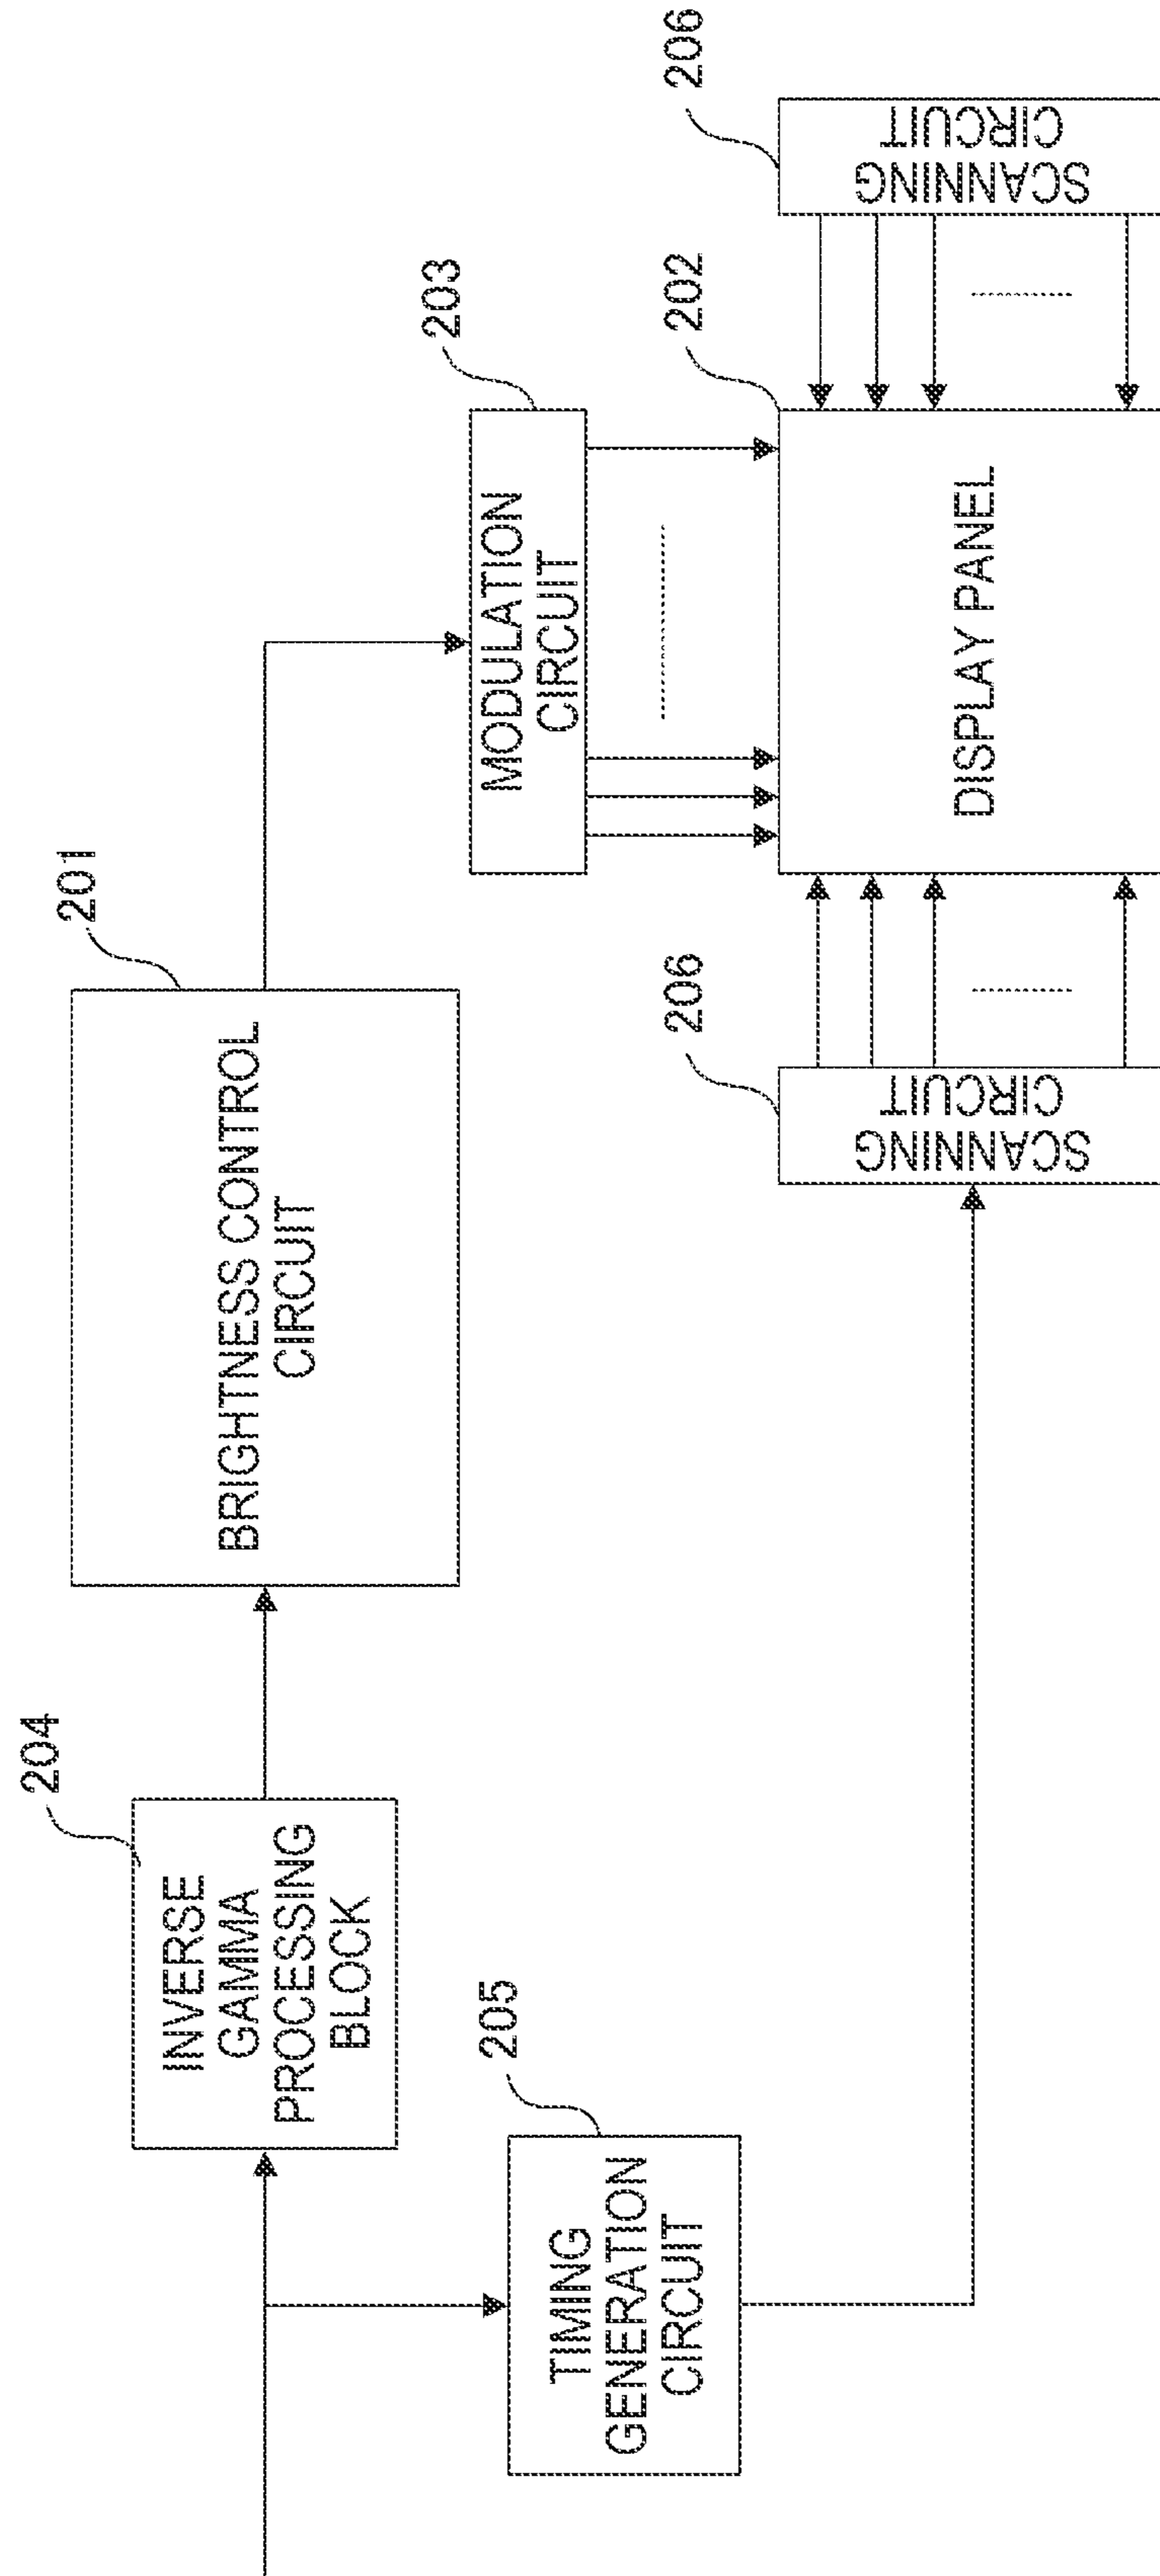 204
INVERSE
GAMMA
PROCESSING
BLOCK
201
BRIGHTNESS CONTROL
CIRCUIT
205
TIMING
GENERATION
CIRCUIT
203
MODULATION
CIRCUIT
206
SCANNING
CIRCUIT
202
DISPLAY PANEL
206
SCANNING
CIRCUIT